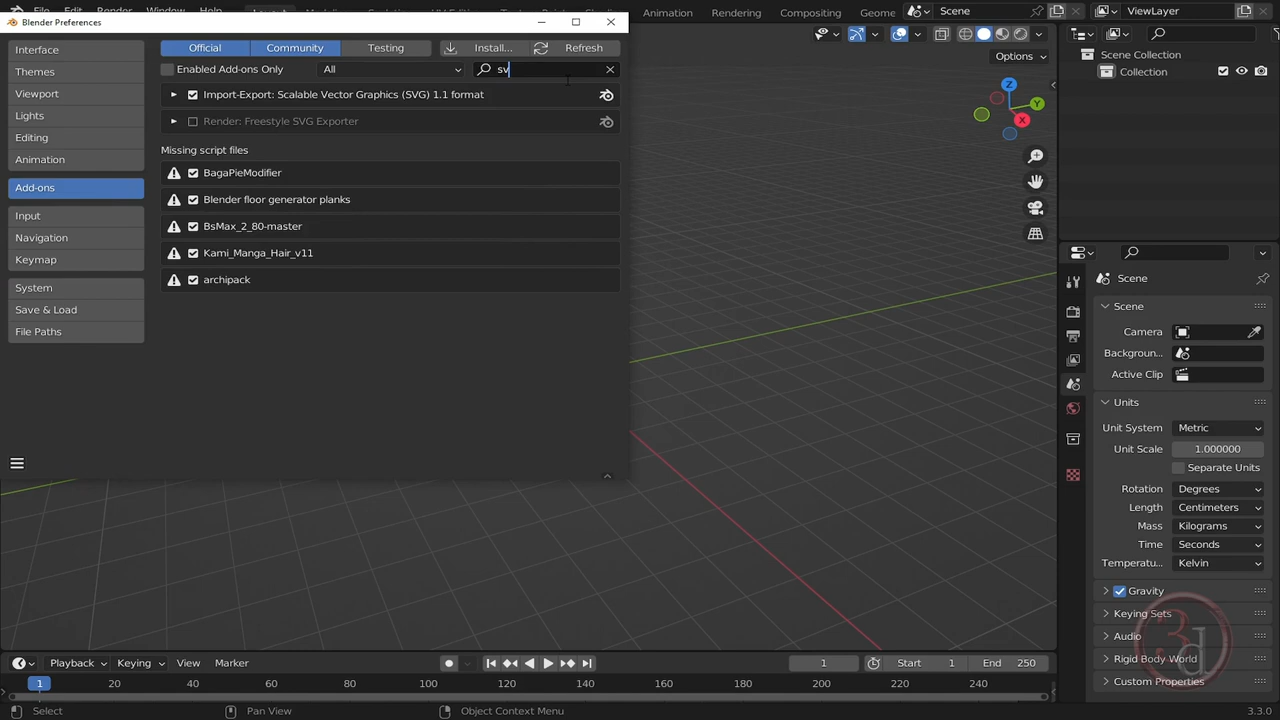 Blender Preferences
Interface
Themes
Viewport
Lights
Editing
Animation
Add-ons
Input
Navigation
Keymap
System
Save & Load
File Paths
Official
Community
Testing
Install...
Refresh
Enabled Add-ons Only
All
sv
Import-Export: Scalable Vector Graphics (SVG) 1.1 format
Render: Freestyle SVG Exporter
Missing script files
BagaPieModifier
Blender floor generator planks
BsMax_2_80-master
Kami_Manga_Hair_v11
archipack
Rendering
Compositing
Geome
Scene
ViewLayer
Options
Z
Y
X
Scene Collection
Collection
Scene
Scene
Camera
Backgroun...
Active Clip
Units
Unit System Metric
Unit Scale 1.000000
Separate Units
Rotation Degrees
Length Centimeters
Mass Kilograms
Time Seconds
Temperatu... Kelvin
Gravity
Keying Sets
Audio
Rigid Body World
Custom Properties
3d
Playback
Keying
View
Marker
1
Start 1
End 250
1 20 40 60 80 100 120 140 160 180 200 220 240
Select
Pan View
Object Context Menu
3.3.0